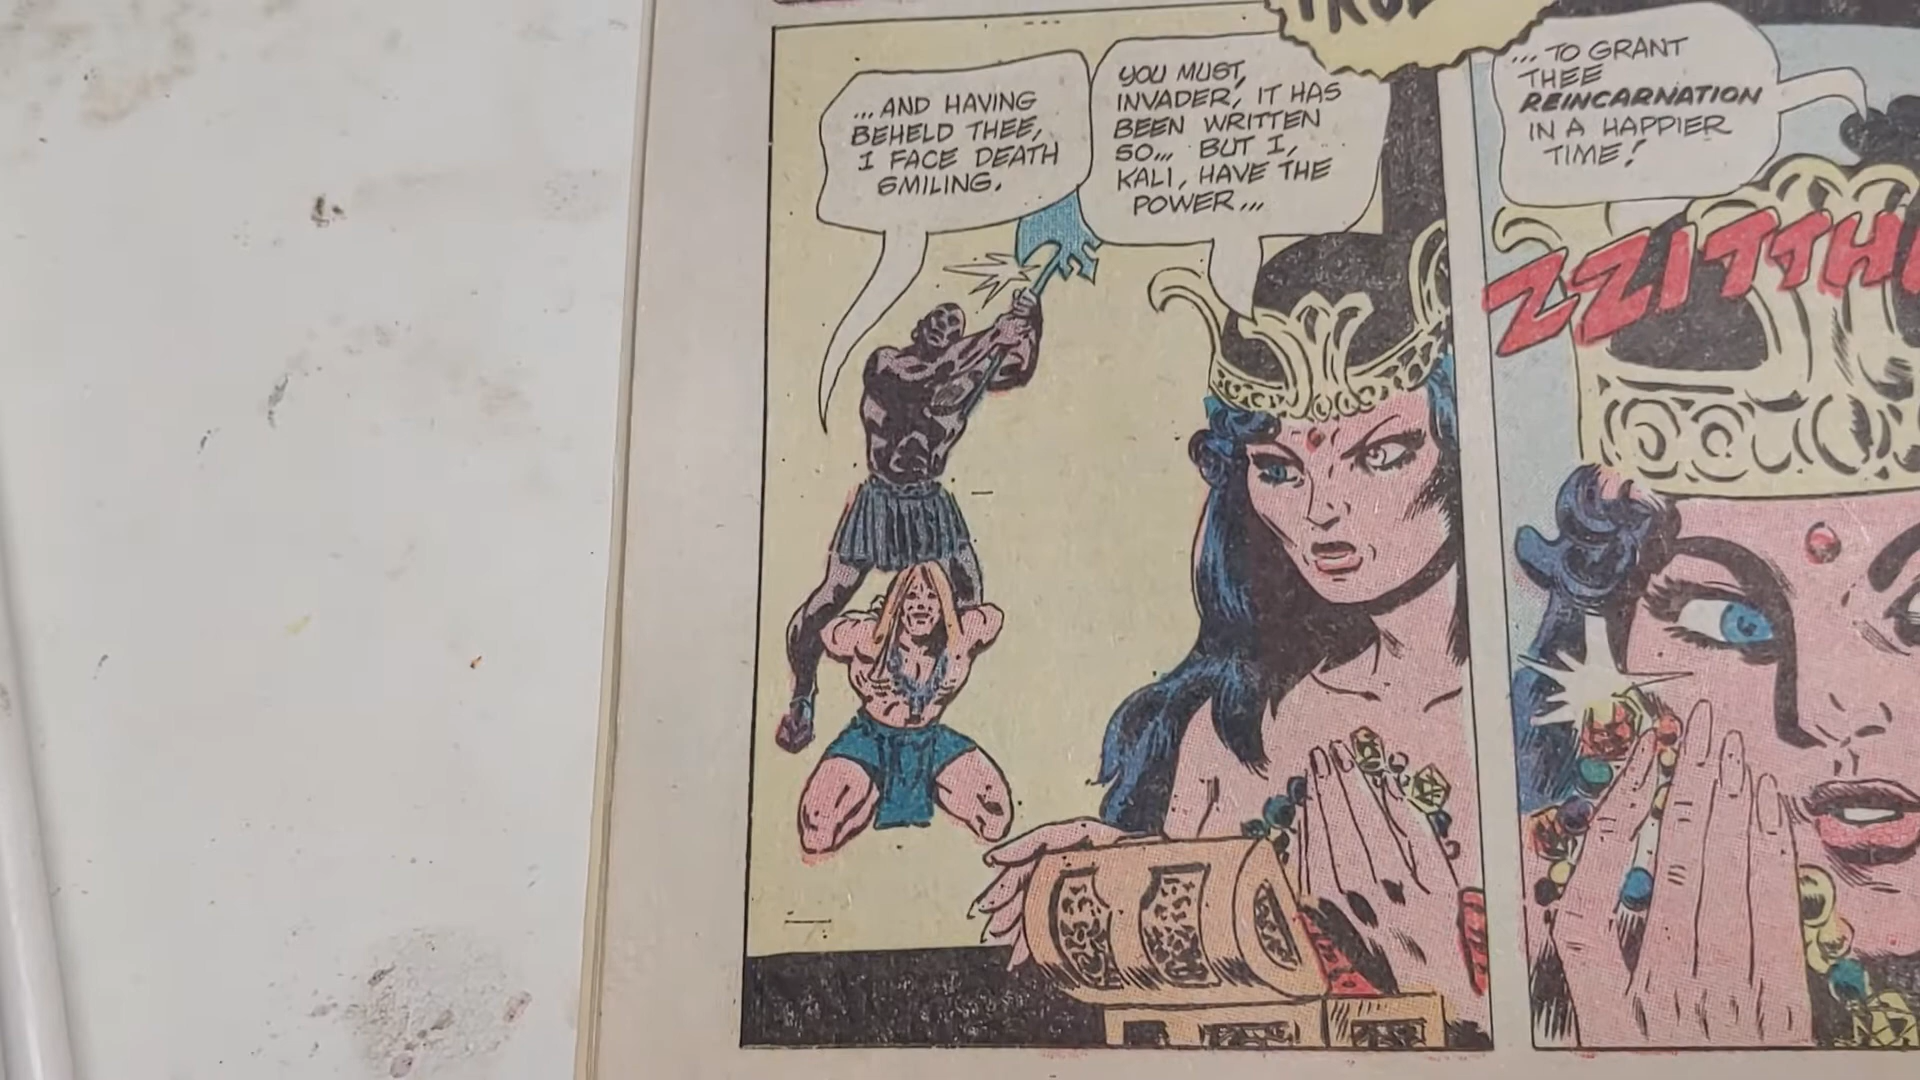 ...AND HAVING
BEHELD THEE,
I FACE DEATH
SMILING.
YOU MUST,
INVADER, IT HAS
BEEN WRITTEN
SO... BUT I,
KALI, HAVE THE
POWER...
...TO GRANT
THEE
REINCARNATION
IN A HAPPIER
TIME!
ZZITTH